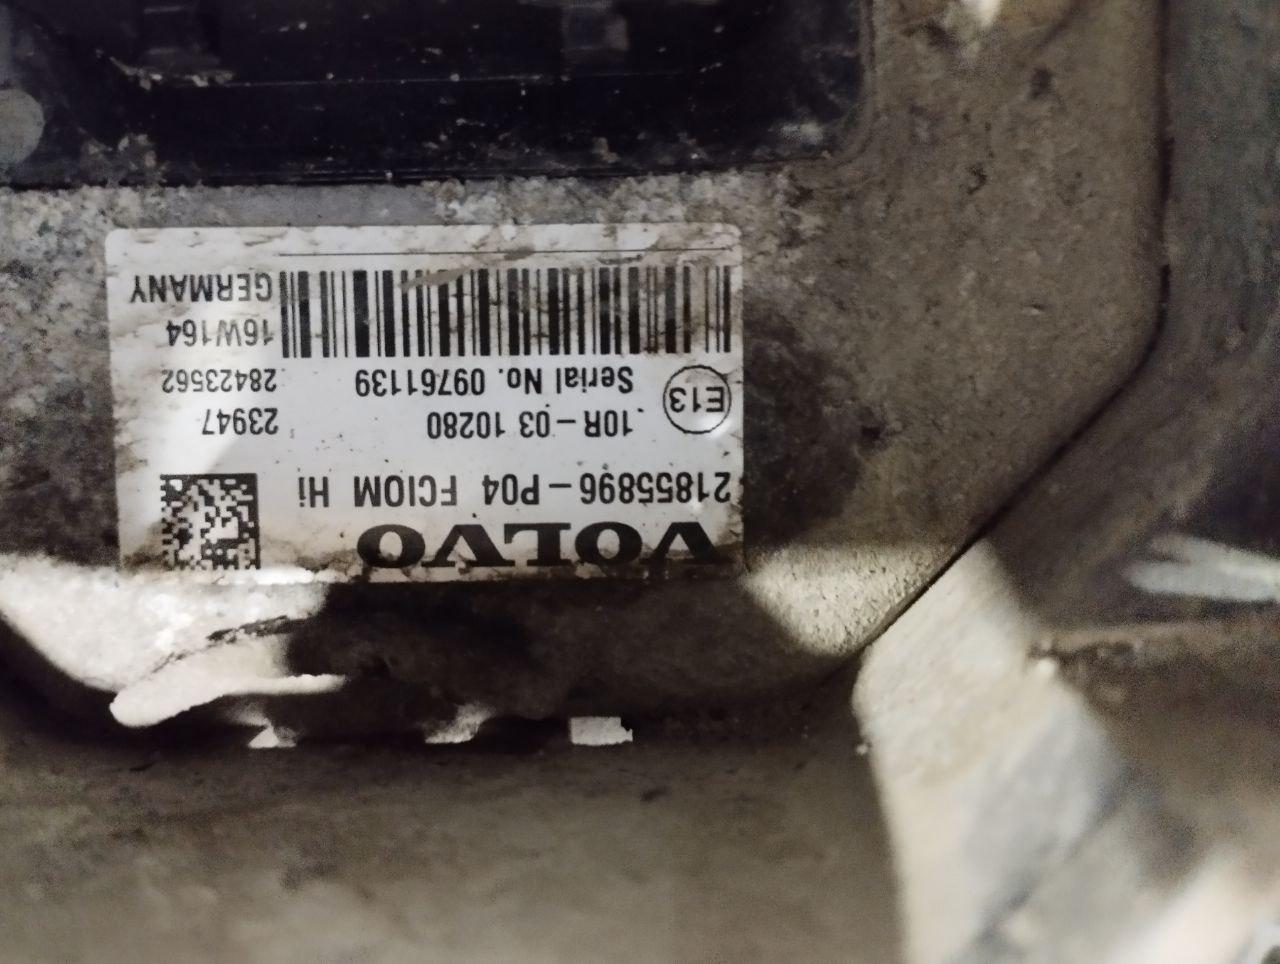 VOLVO
21855896-P04 FCIOM Hi
10R-03 10280
23947
E13
Serial No. 09761139
28423562
16W164
GERMANY